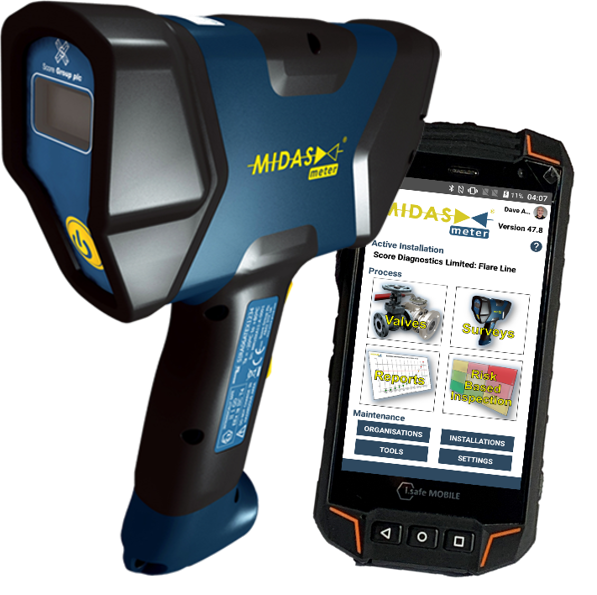 Score Group plc
MIDAS®
meter
11% 04:07
MIDAS®
meter
Dave A...
Version 47.8
?
Active Installation
Score Diagnostics Limited: Flare Line
Process
Valves
Surveys
Reports
Risk
Based
Inspection
Maintenance
ORGANISATIONS
INSTALLATIONS
TOOLS
SETTINGS
i.safe MOBILE